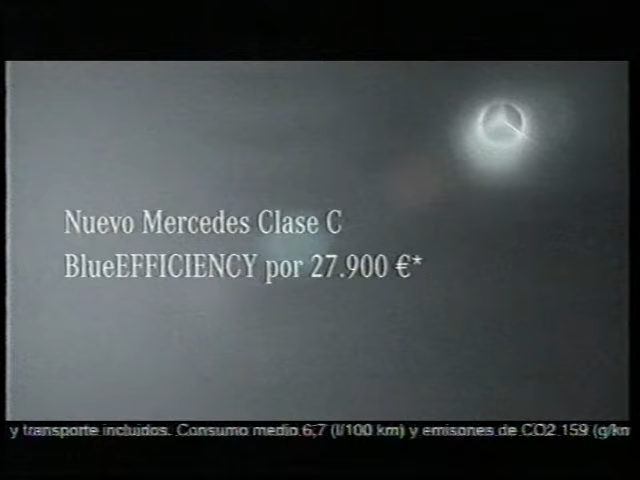 Nuevo Mercedes Clase C
BlueEFFICIENCY por 27.900 €*
y transporte incluidos. Consumo medio 6,7 (l/100 km) y emisones de CO2 159 (g/km